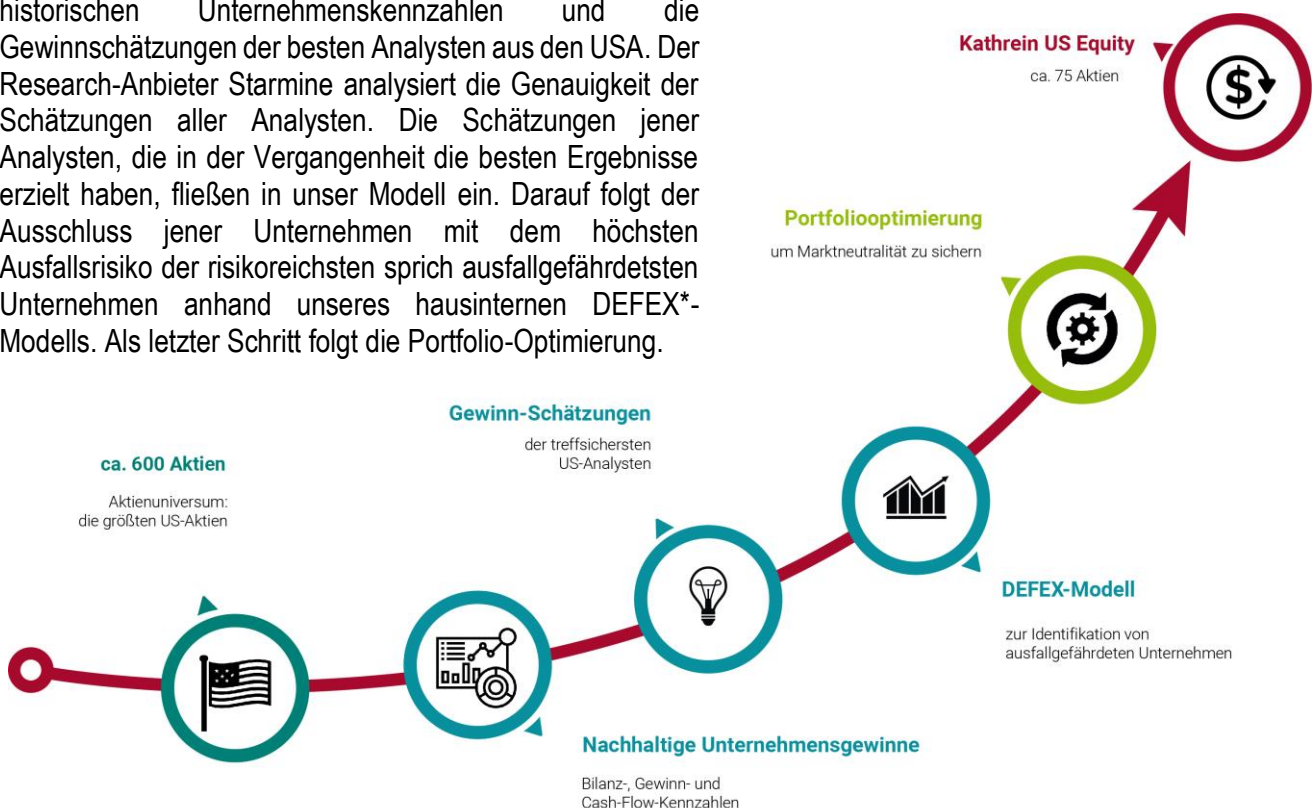 historischen Unternehmenskennzahlen und die
Gewinnschätzungen der besten Analysten aus den USA. Der
Research-Anbieter Starmine analysiert die Genauigkeit der
Schätzungen aller Analysten. Die Schätzungen jener
Analysten, die in der Vergangenheit die besten Ergebnisse
erzielt haben, fließen in unser Modell ein. Darauf folgt der
Ausschluss jener Unternehmen mit dem höchsten
Ausfallsrisiko der risikoreichsten sprich ausfallgefährdetsten
Unternehmen anhand unseres hausinternen DEFEX*-
Modells. Als letzter Schritt folgt die Portfolio-Optimierung.
ca. 600 Aktien
Aktienuniversum:
die größten US-Aktien
Nachhaltige Unternehmensgewinne
Bilanz-, Gewinn- und
Cash-Flow-Kennzahlen
Gewinn-Schätzungen
der treffsichersten
US-Analysten
DEFEX-Modell
zur Identifikation von
ausfallgefährdeten Unternehmen
Portfoliooptimierung
um Marktneutralität zu sichern
Kathrein US Equity
ca. 75 Aktien
$